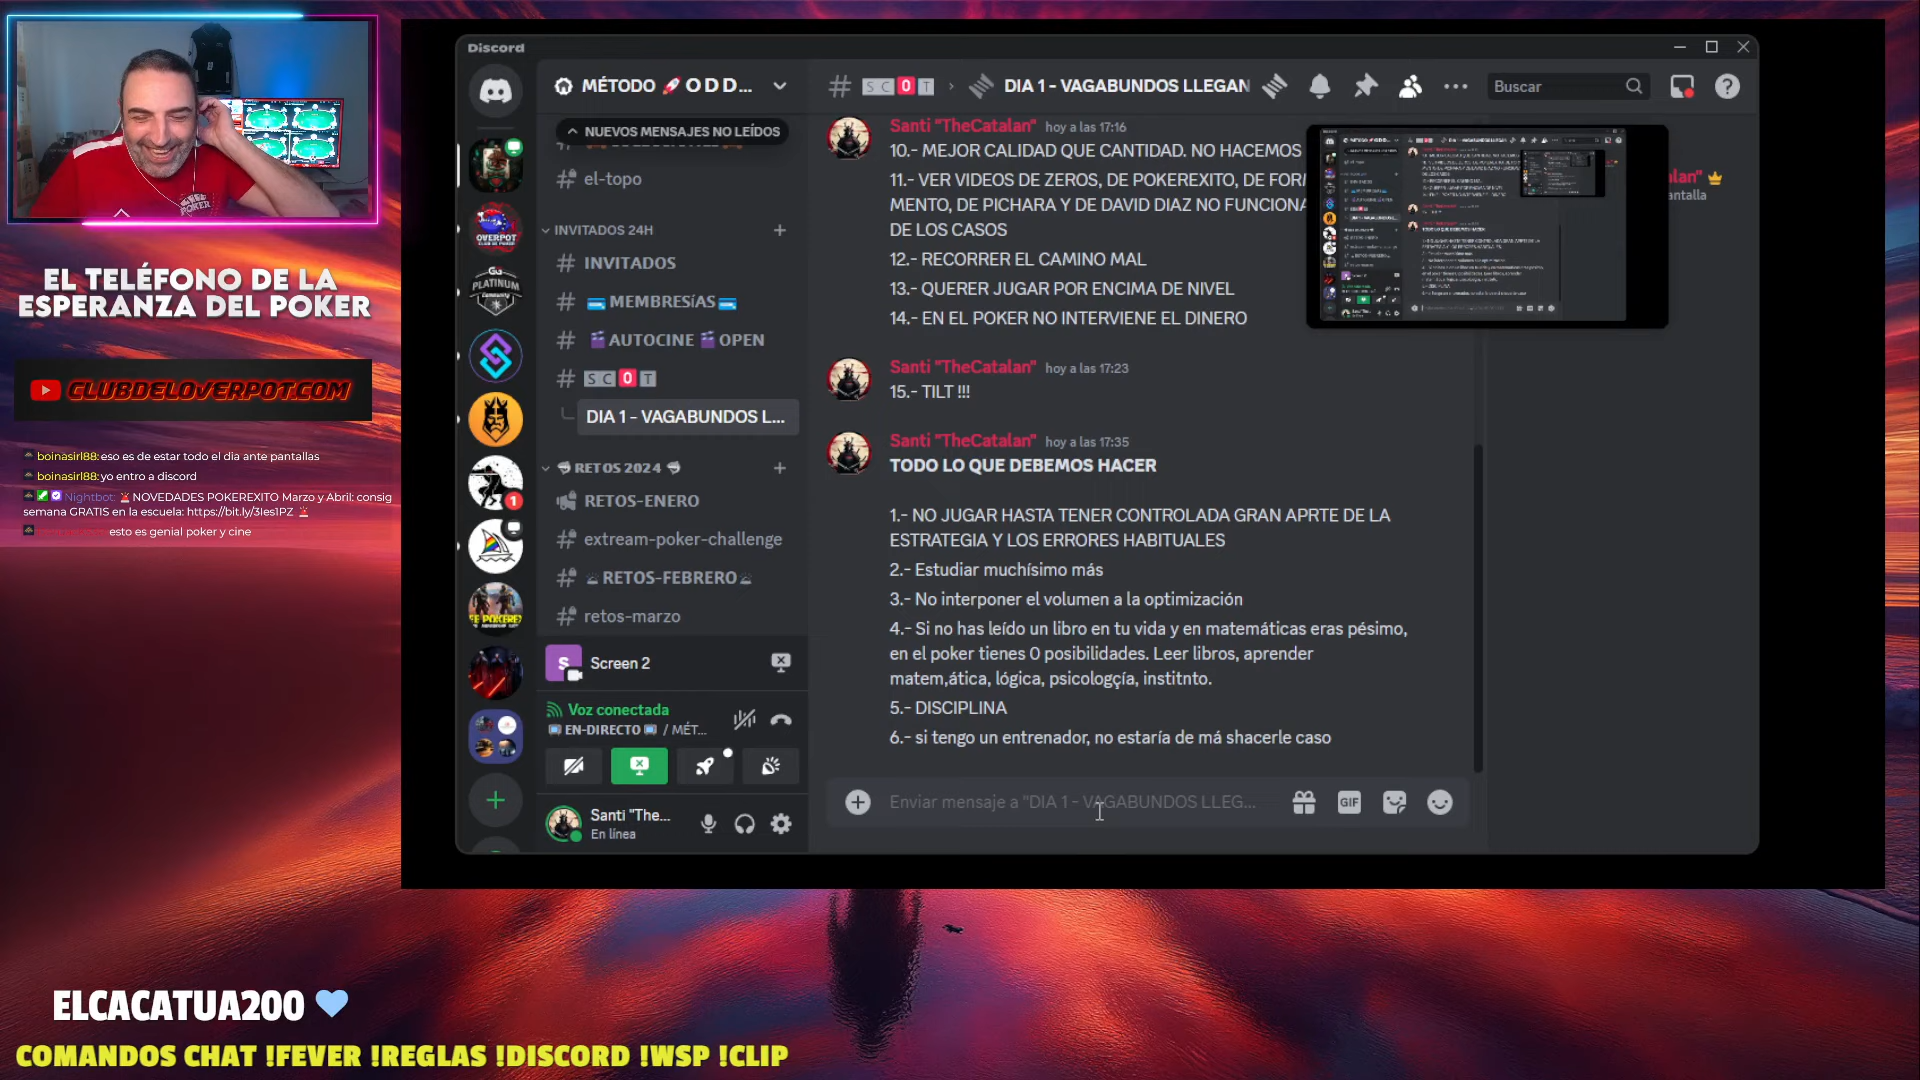 EL TELÉFONO DE LA
ESPERANZA DEL POKER
CLUBDELOVERPOT.COM
boinasirl88: eso es de estar todo el dia ante pantallas
boinasirl88: yo entro a discord
Nightbot: NOVEDADES POKEREXITO Marzo y Abril: consig
semana GRATIS en la escuela: https://bit.ly/3Ies1PZ
esto es genial poker y cine
ELCACATUA200
COMANDOS CHAT !FEVER !REGLAS !DISCORD !WSP !CLIP
Discord
MÉTODO ODD...
NUEVOS MENSAJES NO LEÍDOS
el-topo
INVITADOS 24H
INVITADOS
MEMBRESíAS
AUTOCINE OPEN
SC0T
DIA 1 - VAGABUNDOS L...
RETOS 2024
RETOS-ENERO
extream-poker-challenge
RETOS-FEBRERO
retos-marzo
S Screen 2
Voz conectada
EN-DIRECTO / MÉT...
Santi "The...
En línea
OVERPOT
PLATINUM
1
# SC0T › DIA 1 - VAGABUNDOS LLEGAN
Buscar
Santi "TheCatalan" hoy a las 17:16
10.- MEJOR CALIDAD QUE CANTIDAD. NO HACEMOS
11.- VER VIDEOS DE ZEROS, DE POKEREXITO, DE FOR
MENTO, DE PICHARA Y DE DAVID DIAZ NO FUNCIONA
DE LOS CASOS
12.- RECORRER EL CAMINO MAL
13.- QUERER JUGAR POR ENCIMA DE NIVEL
14.- EN EL POKER NO INTERVIENE EL DINERO
Santi "TheCatalan" hoy a las 17:23
15.- TILT !!!
Santi "TheCatalan" hoy a las 17:35
TODO LO QUE DEBEMOS HACER
1.- NO JUGAR HASTA TENER CONTROLADA GRAN APRTE DE LA
ESTRATEGIA Y LOS ERRORES HABITUALES
2.- Estudiar muchísimo más
3.- No interponer el volumen a la optimización
4.- Si no has leído un libro en tu vida y en matemáticas eras pésimo,
en el poker tienes 0 posibilidades. Leer libros, aprender
matem,ática, lógica, psicologçía, institnto.
5.- DISCIPLINA
6.- si tengo un entrenador, no estaría de má shacerle caso
Enviar mensaje a "DIA 1 - VAGABUNDOS LLEG...
GIF
alan"
antalla